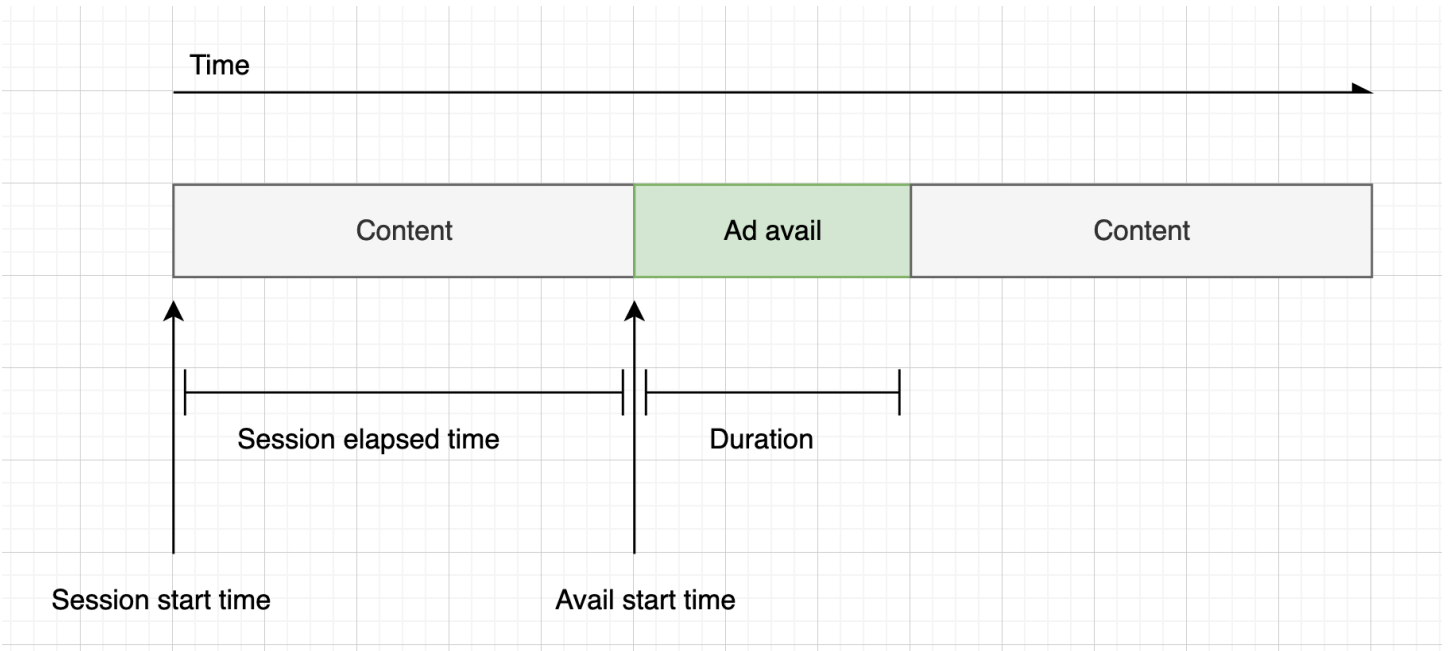 Time
Content
Ad avail
Content
Session elapsed time
Duration
Session start time
Avail start time